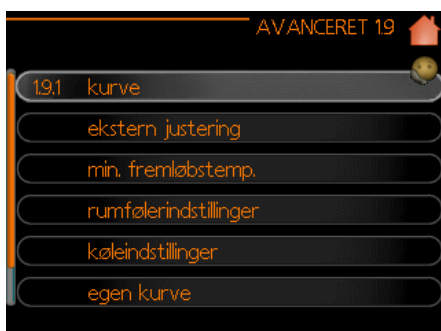 AVANCERET 1.9
1.9.1 kurve
ekstern justering
min. fremløbstemp.
rumfølerindstillinger
køleindstillinger
egen kurve